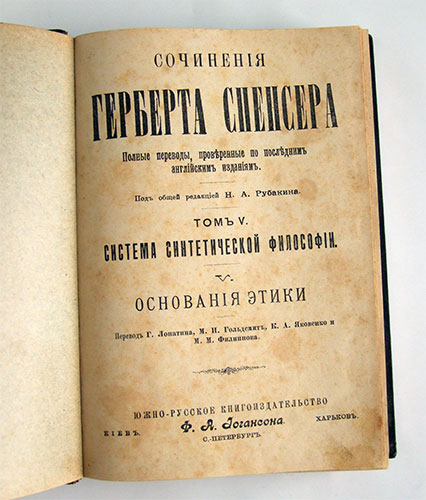 СОЧИНЕНІЯ
ГЕРБЕРТА СПЕНСЕРА
Полные переводы, провѣренные по послѣднимъ
англійскимъ изданіямъ.
Подъ общей редакціей Н. А. Рубакина.
ТОМЪ V.
СИСТЕМА СИНТЕТИЧЕСКОЙ ФИЛОСОФІИ.
V.
ОСНОВАНІЯ ЭТИКИ
Переводъ Г. Лопатина, М. Н. Гольдсмитъ, К. А. Яковенко и
М. М. Филиппова.
ЮЖНО-РУССКОЕ КНИГОИЗДАТЕЛЬСТВО
КІЕВЪ. Ф. А. Іогансона. ХАРЬКОВЪ.
С.-ПЕТЕРБУРГЪ.